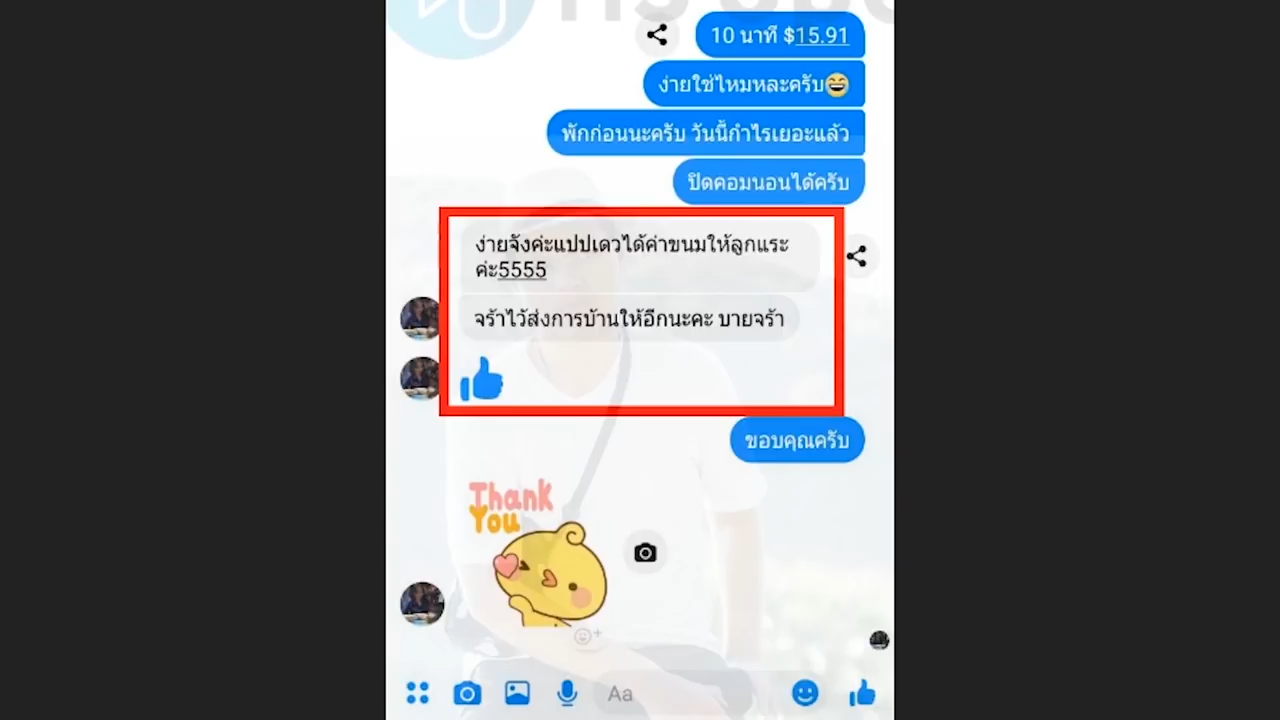 10 นาที $15.91
ง่ายใช่ไหมหละครับ😄
พักก่อนนะครับ วันนี้กำไรเยอะแล้ว
ปิดคอมนอนได้ครับ
ง่ายจังค่ะแปปเดวได้ค่าขนมให้ลูกแระ
ค่ะ5555
จร้าไว้ส่งการบ้านให้อีกนะคะ บายจร้า
ขอบคุณครับ
Thank
You
Aa